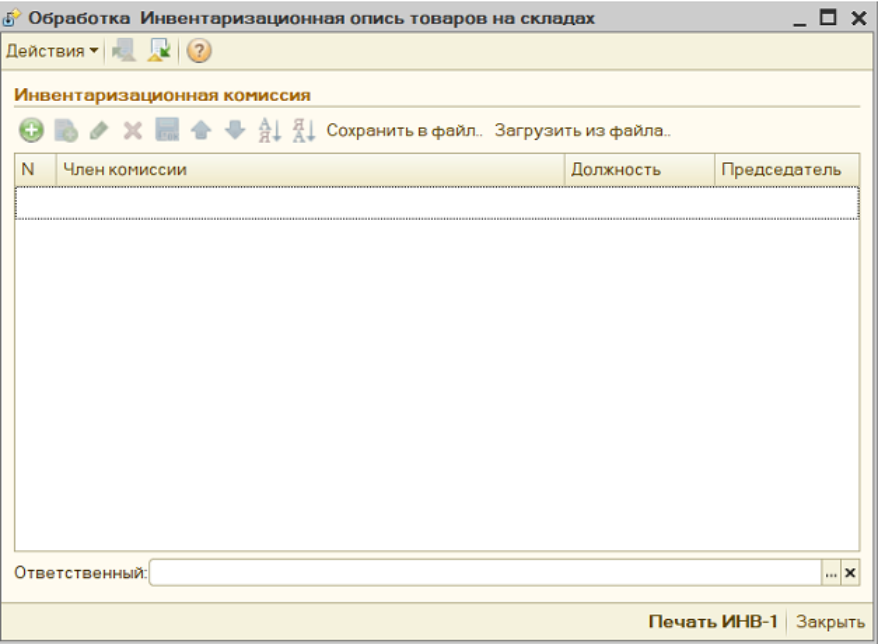 Обработка Инвентаризационная опись товаров на складах
Действия
Инвентаризационная комиссия
Сохранить в файл.. Загрузить из файла..
N Член комиссии Должность Председатель
Ответственный:
Печать ИНВ-1 Закрыть